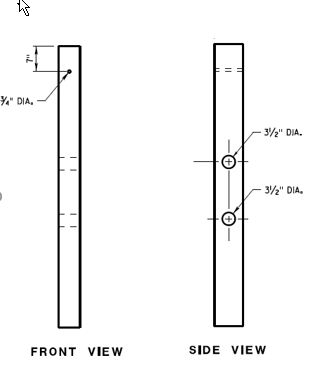 7"
3/4" DIA.
3 1/2" DIA.
3 1/2" DIA.
FRONT VIEW
SIDE VIEW